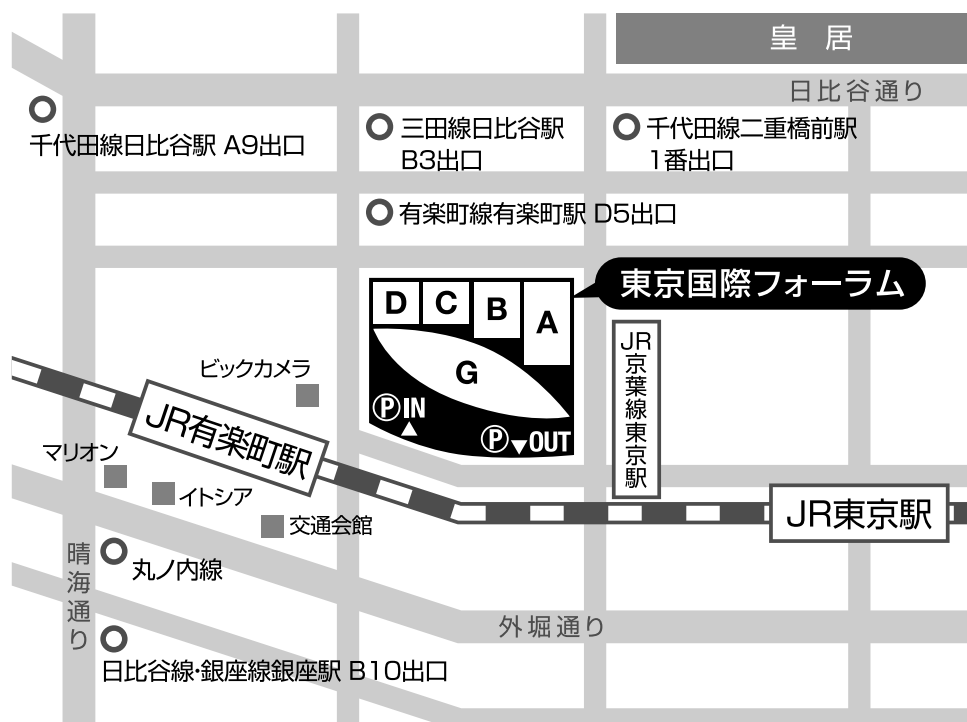 皇居
日比谷通り
千代田線日比谷駅 A9出口
三田線日比谷駅
B3出口
千代田線二重橋前駅
1番出口
有楽町線有楽町駅 D5出口
東京国際フォーラム
D
C
B
A
G
Ⓟ IN
Ⓟ OUT
JR京葉線東京駅
ビックカメラ
JR有楽町駅
マリオン
イトシア
交通会館
JR東京駅
晴海通り
丸ノ内線
外堀通り
日比谷線・銀座線銀座駅 B10出口